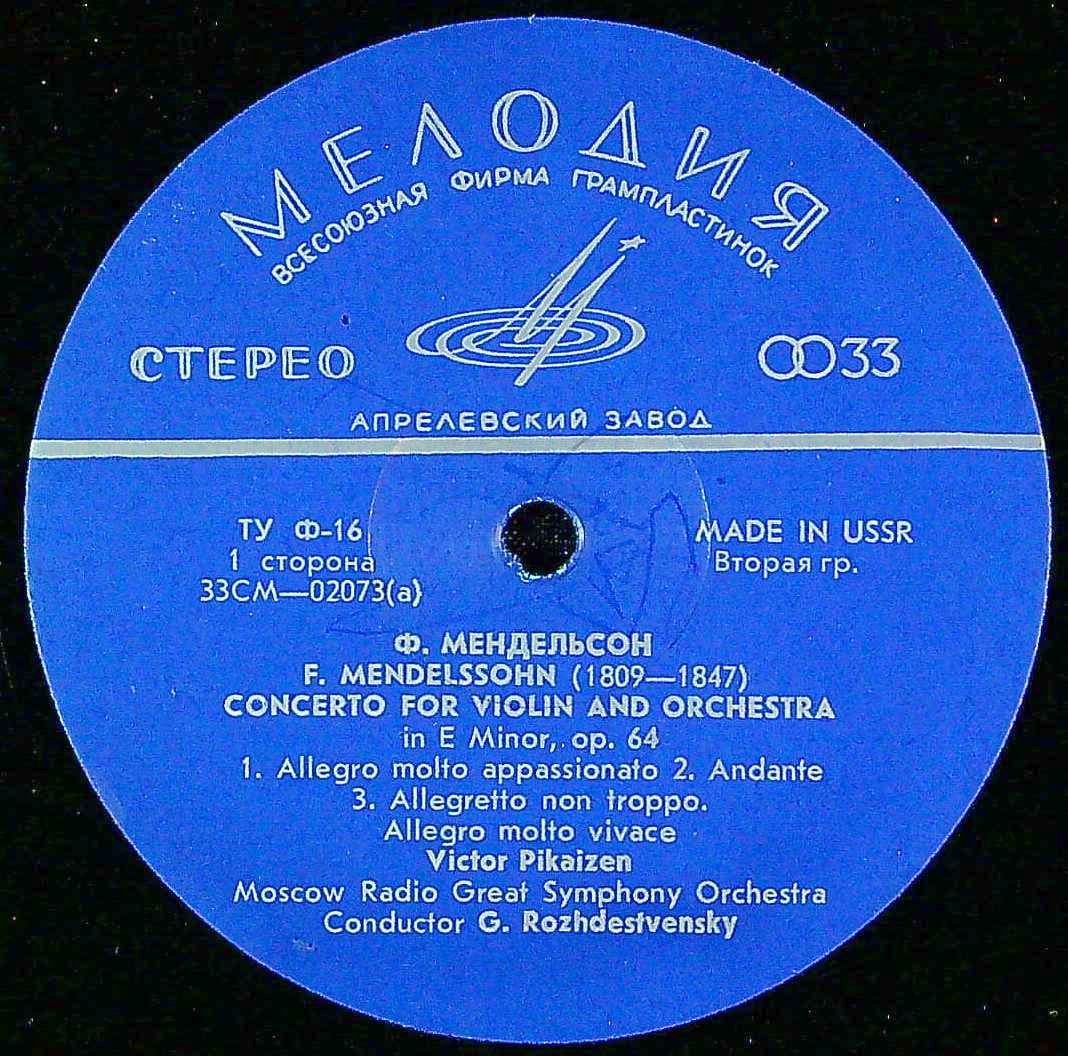 МЕЛОДИЯ
ВСЕСОЮЗНАЯ ФИРМА ГРАМПЛАСТИНОК
СТЕРЕО
33
АПРЕЛЕВСКИЙ ЗАВОД
ТУ Ф-16
MADE IN USSR
1 сторона
Вторая гр.
33СМ—02073(а)
Ф. МЕНДЕЛЬСОН
F. MENDELSSOHN (1809—1847)
CONCERTO FOR VIOLIN AND ORCHESTRA
in E Minor, op. 64
1. Allegro molto appassionato 2. Andante
3. Allegretto non troppo.
Allegro molto vivace
Victor Pikaizen
Moscow Radio Great Symphony Orchestra
Conductor G. Rozhdestvensky